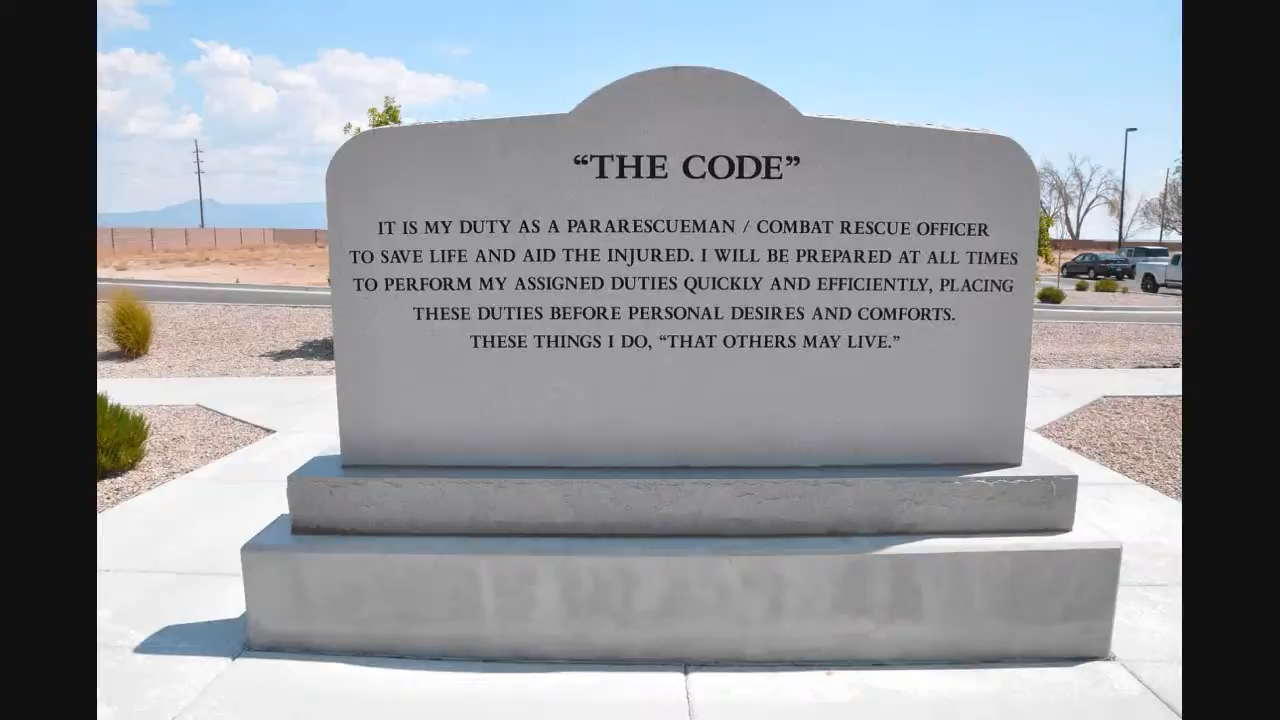 “THE CODE”
IT IS MY DUTY AS A PARARESCUEMAN / COMBAT RESCUE OFFICER
TO SAVE LIFE AND AID THE INJURED. I WILL BE PREPARED AT ALL TIMES
TO PERFORM MY ASSIGNED DUTIES QUICKLY AND EFFICIENTLY, PLACING
THESE DUTIES BEFORE PERSONAL DESIRES AND COMFORTS.
THESE THINGS I DO, “THAT OTHERS MAY LIVE.”